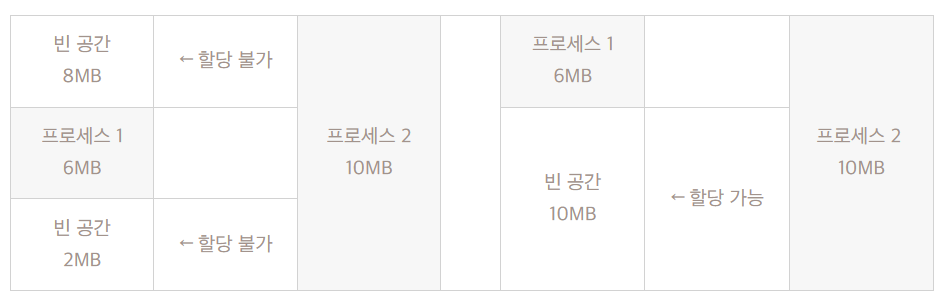 빈 공간
8MB
← 할당 불가
프로세스 1
6MB
빈 공간
2MB
← 할당 불가
프로세스 2
10MB
프로세스 1
6MB
빈 공간
10MB
← 할당 가능
프로세스 2
10MB